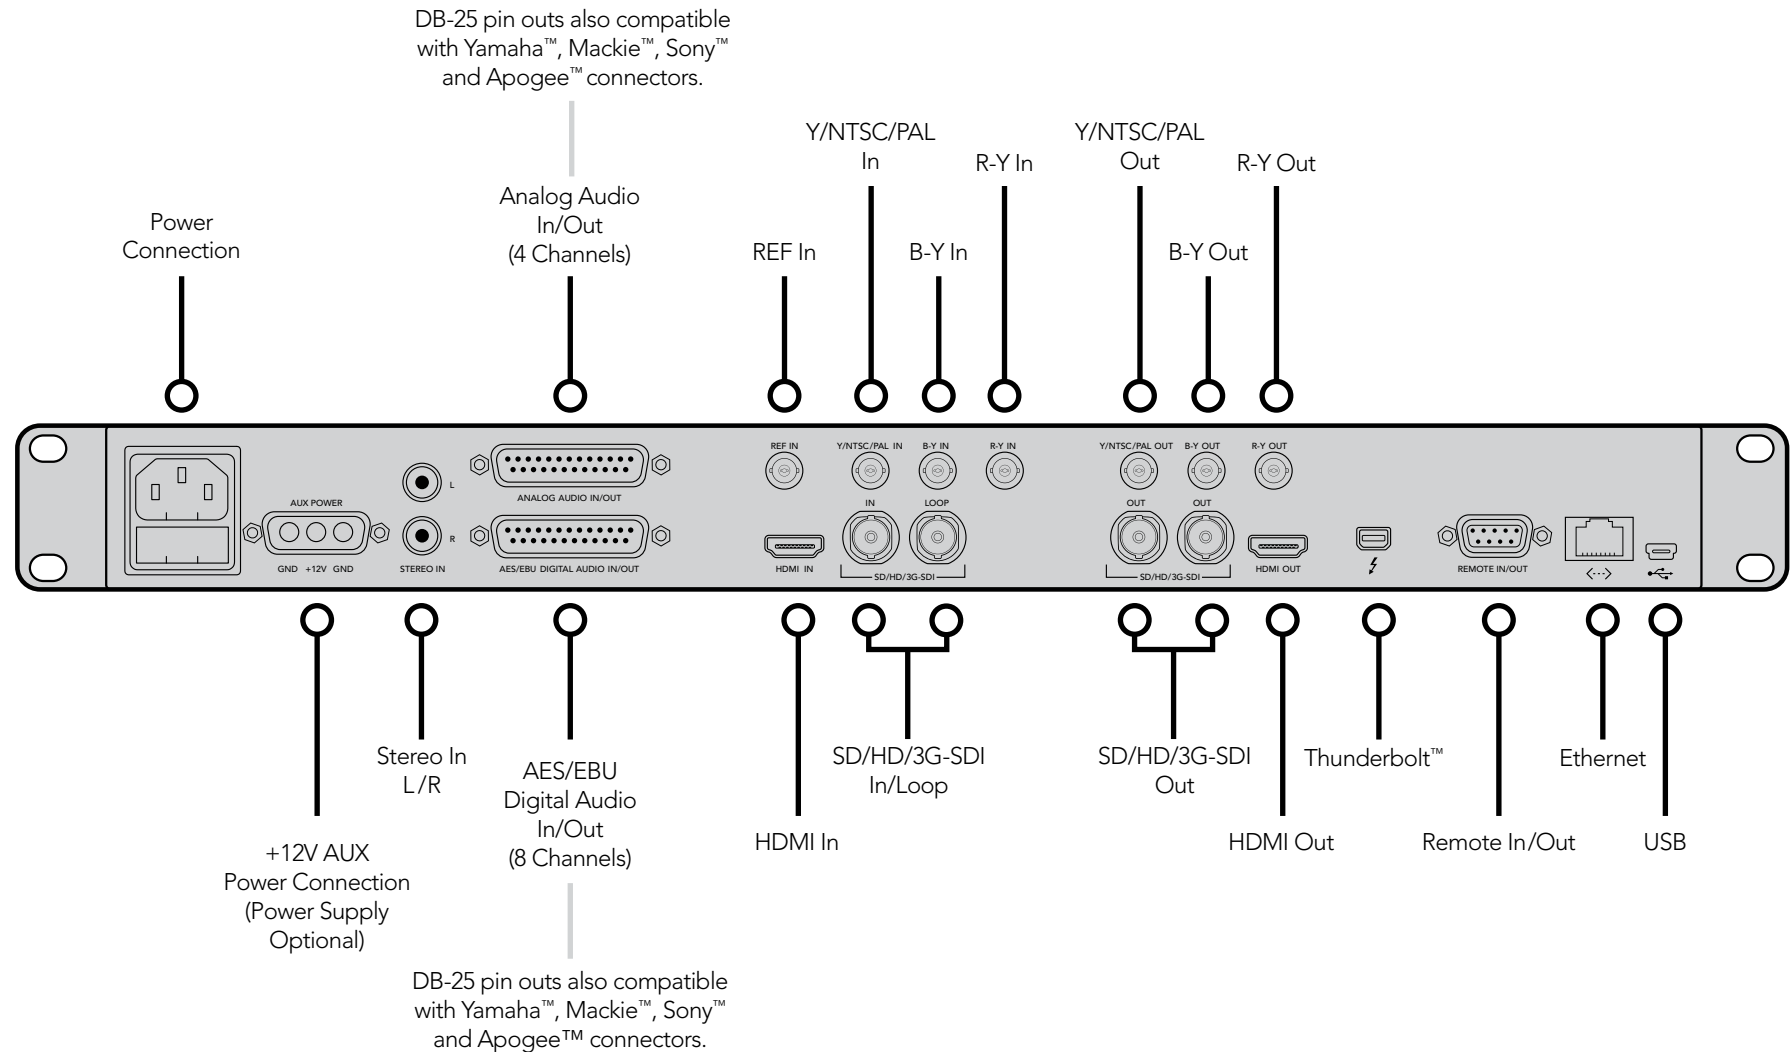 DB-25 pin outs also compatible
with Yamaha™, Mackie™, Sony™
and Apogee™ connectors.
Y/NTSC/PAL
In
R-Y In
Y/NTSC/PAL
Out
R-Y Out
Analog Audio
In/Out
(4 Channels)
Power
Connection
REF In
B-Y In
B-Y Out
REF IN
Y/NTSC/PAL IN
B-Y IN
R-Y IN
Y/NTSC/PAL OUT
B-Y OUT
R-Y OUT
L
ANALOG AUDIO IN/OUT
AUX POWER
IN
LOOP
OUT
OUT
R
GND +12V GND
STEREO IN
AES/EBU DIGITAL AUDIO IN/OUT
HDMI IN
SD/HD/3G-SDI
SD/HD/3G-SDI
HDMI OUT
REMOTE IN/OUT
Stereo In
L/R
AES/EBU
Digital Audio
In/Out
(8 Channels)
SD/HD/3G-SDI
In/Loop
SD/HD/3G-SDI
Out
Thunderbolt™
Ethernet
+12V AUX
Power Connection
(Power Supply
Optional)
HDMI In
HDMI Out
Remote In/Out
USB
DB-25 pin outs also compatible
with Yamaha™, Mackie™, Sony™
and Apogee™ connectors.